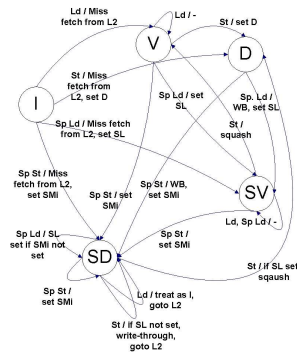 Ld / Miss
fetch from L2
Ld / -
St / set D
V
D
St / Miss
fetch from
L2, set D
Sp Ld / set
SL
Sp Ld /
WB, set SL
I
Sp Ld / Miss fetch from
L2, set SL
St /
squash
Sp St / Miss
fetch from L2,
set SMi
Sp St / set
SMi
Sp St / WB,
set SMi
SV
Ld, Sp Ld / -
Sp St /
set SMi
Sp Ld / SL
set if SMi not
set
SD
St / if SL set
sqaush
Sp St /
set SMi
Ld / treat as I,
goto L2
St / if SL not set,
write-through,
goto L2